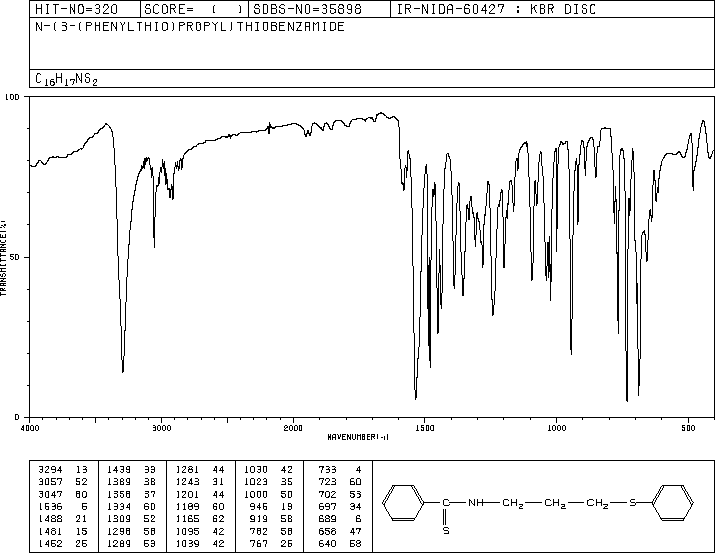 HIT-NO=320 SCORE= ( ) SDBS-NO=35898 IR-NIDA-60427 : KBR DISC
N-(3-(PHENYLTHIO)PROPYL)THIOBENZAMIDE
C16H17NS2
100
TRANSMITTANCE(%)
50
0
4000 3000 2000 1500 1000 500
WAVENUMBER(-1)
3294 13 1439 33 1281 44 1030 42 733 4
3057 52 1389 38 1243 31 1023 35 723 60
3047 80 1358 37 1201 44 1000 50 702 53
1536 5 1334 60 1189 60 945 19 697 34
1488 21 1309 52 1165 62 919 58 689 6
1481 15 1298 58 1095 42 782 58 658 47
1452 25 1289 53 1039 42 767 25 640 58
C NH CH2 CH2 CH2 S
S